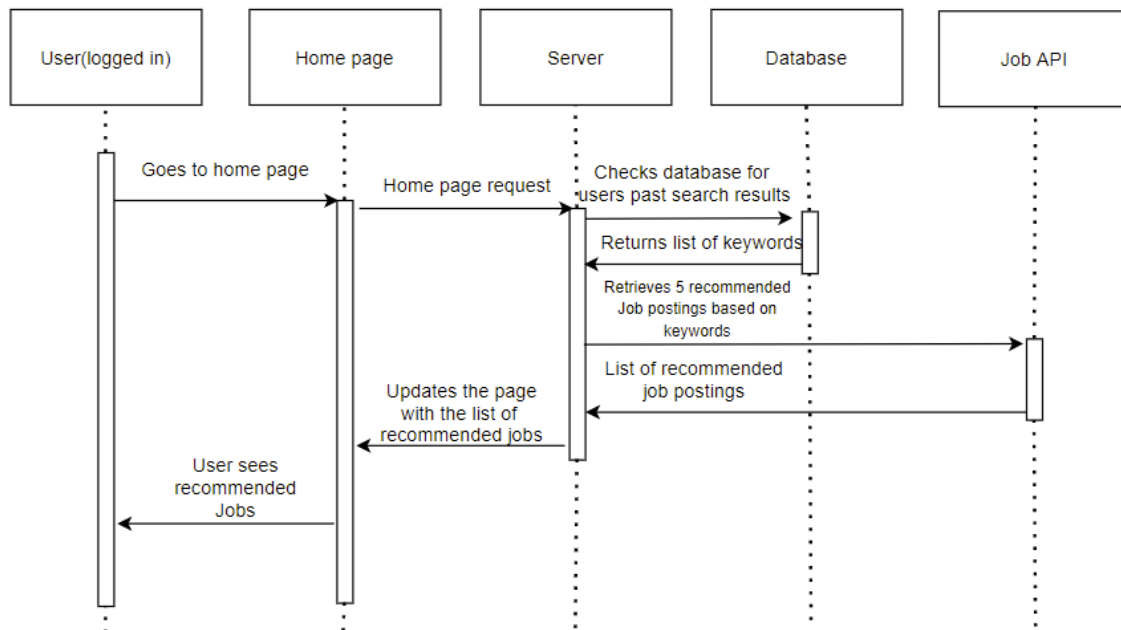 User(logged in)
Home page
Server
Database
Job API
Goes to home page
Home page request
Checks database for
users past search results
Returns list of keywords
Retrieves 5 recommended
Job postings based on
keywords
List of recommended
job postings
Updates the page
with the list of
recommended jobs
User sees
recommended
Jobs